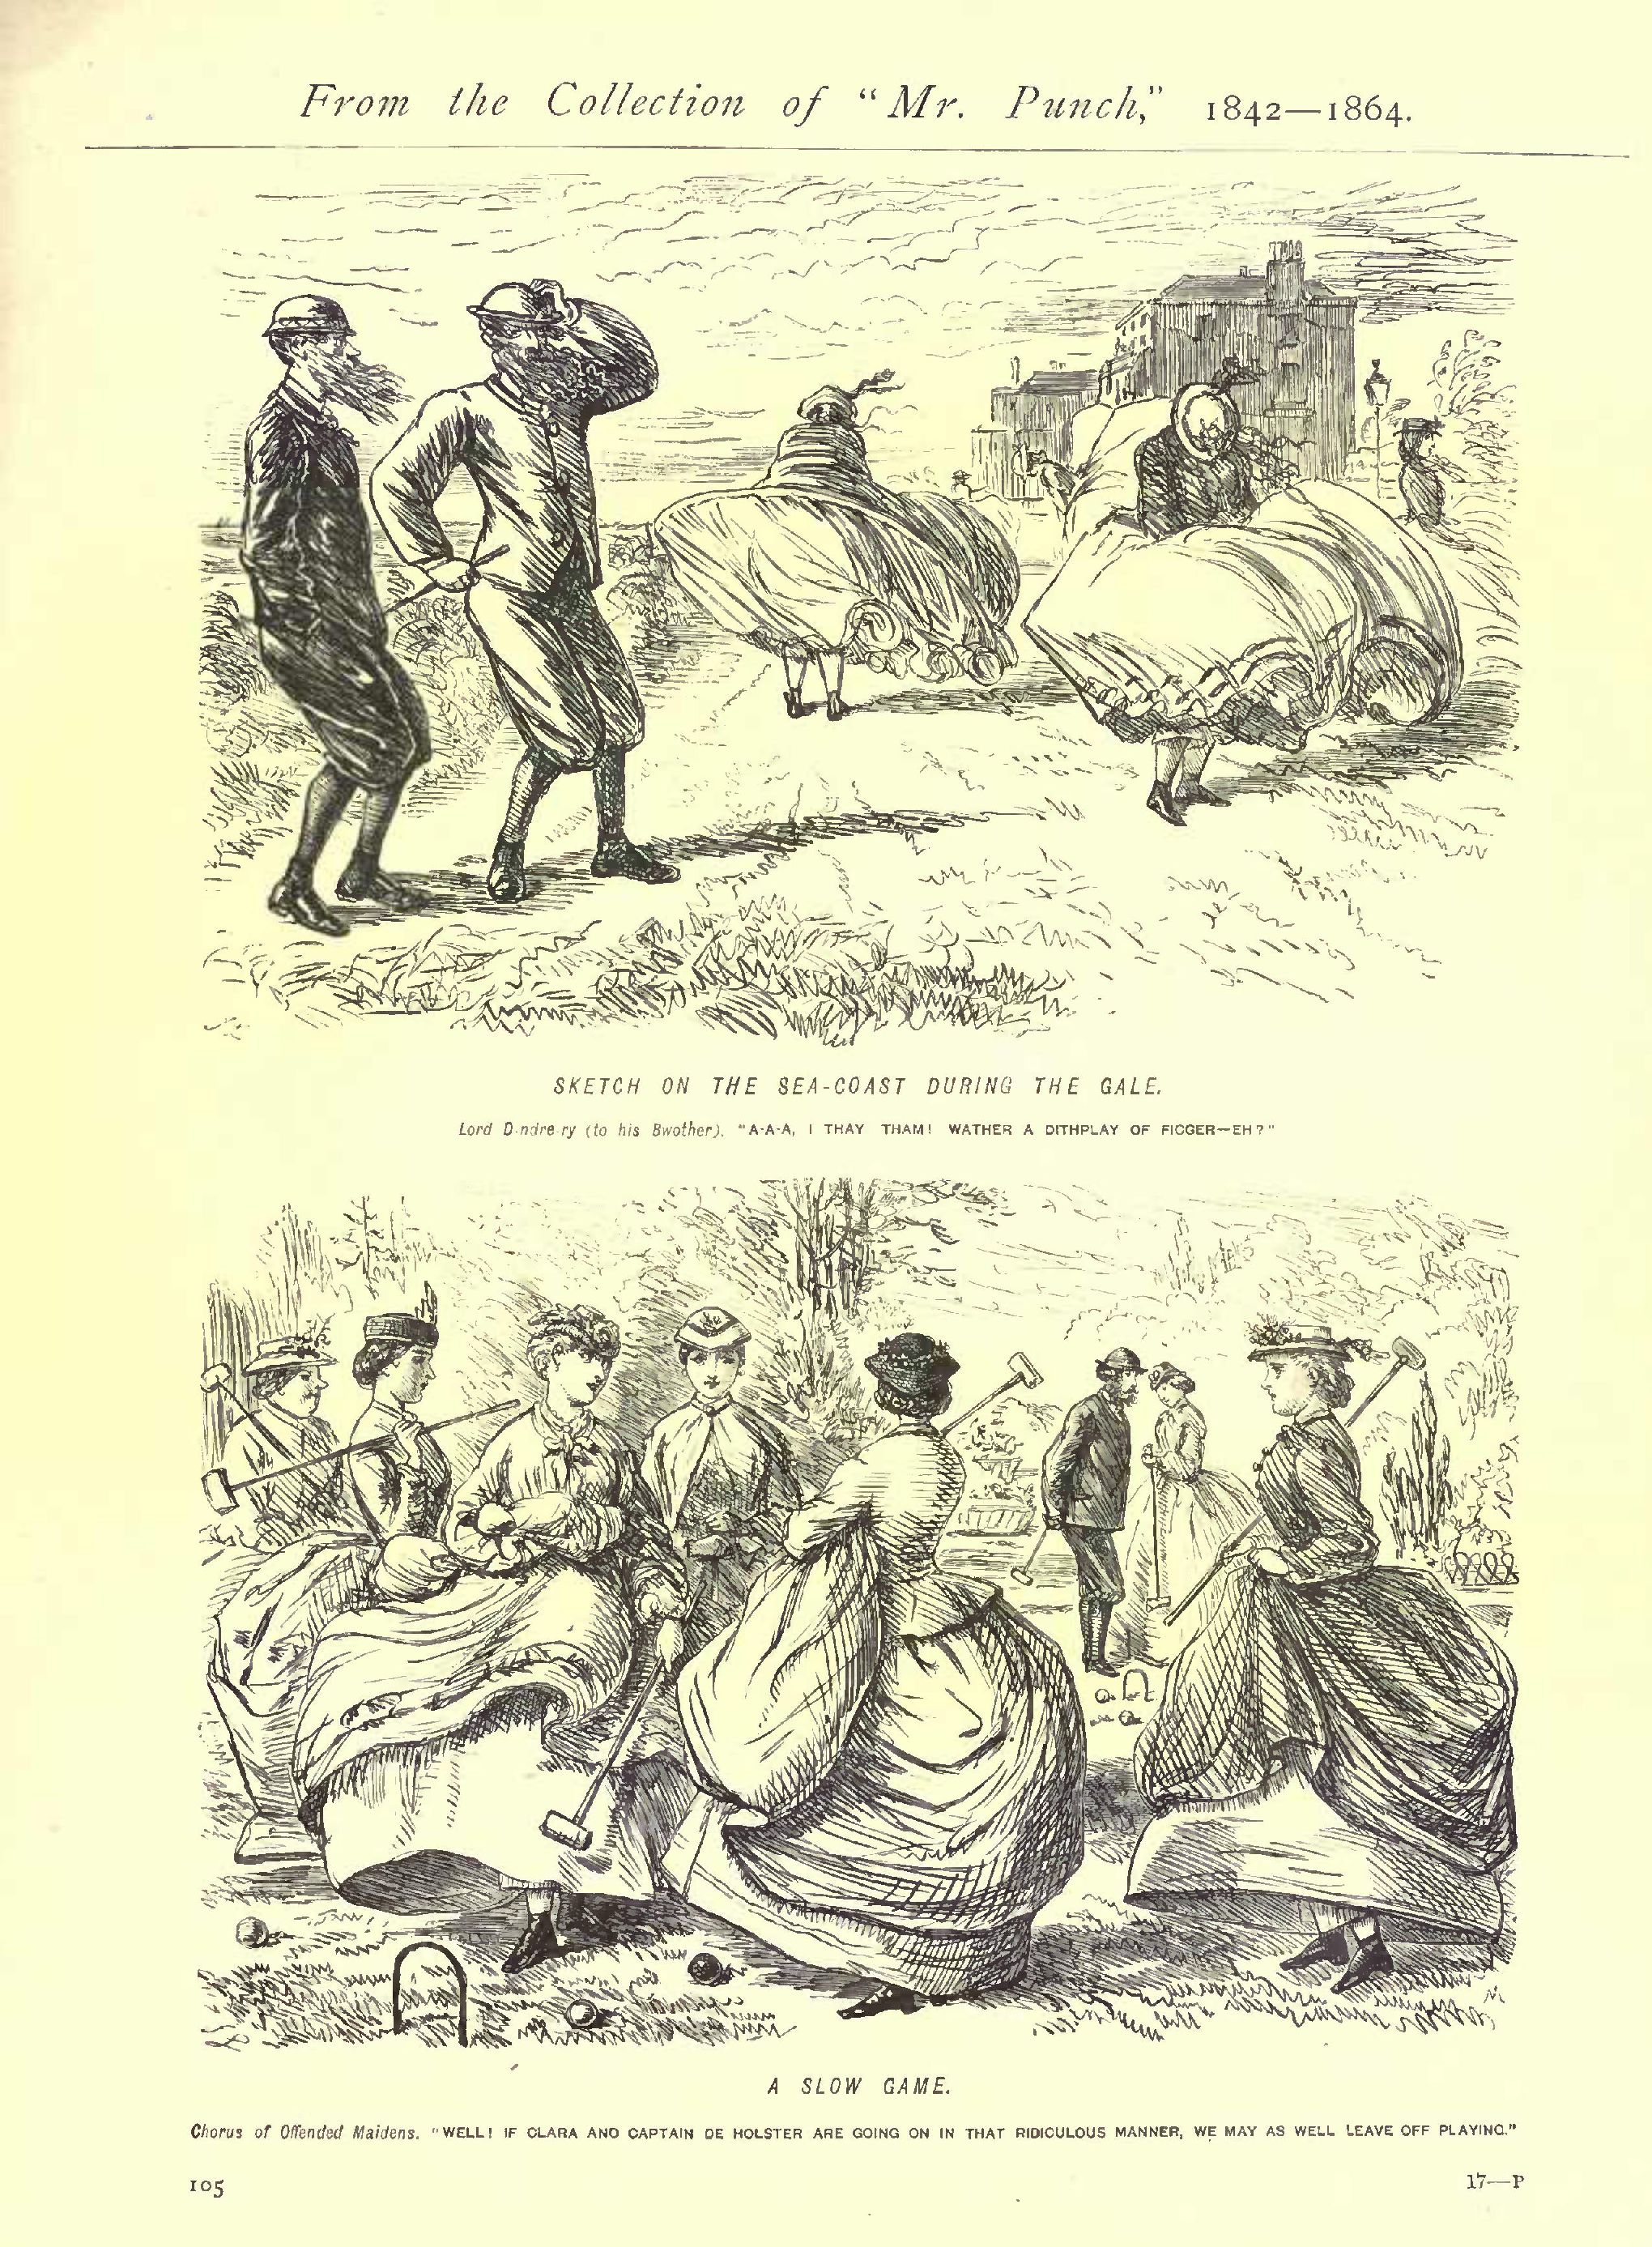 From the Collection of "Mr. Punch," 1842—1864.
SKETCH ON THE SEA-COAST DURING THE GALE.
Lord D-ndre-ry (to his Bwother). "A-A-A, I THAY THAM! WATHER A DITHPLAY OF FIGGER—EH?"
A SLOW GAME.
Chorus of Offended Maidens. "WELL! IF CLARA AND CAPTAIN DE HOLSTER ARE GOING ON IN THAT RIDICULOUS MANNER, WE MAY AS WELL LEAVE OFF PLAYING."
105
17—P